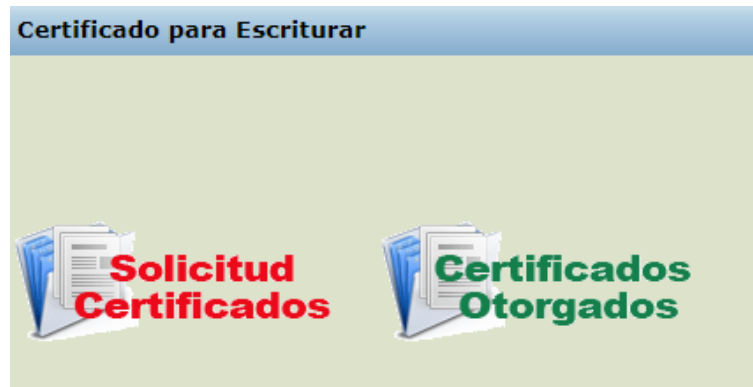 Certificado para Escriturar
Solicitud
Certificados
Certificados
Otorgados